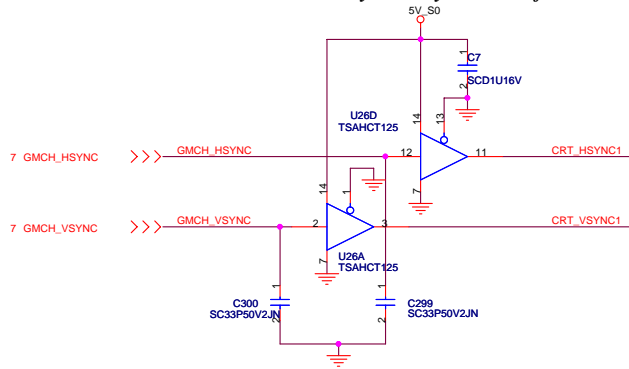 5V_S0
1
C7
SCD1U16V
2
U26D
TSAHCT125
14
13
7 GMCH_HSYNC
GMCH_HSYNC
12
11
CRT_HSYNC1
7
14
1
7 GMCH_VSYNC
GMCH_VSYNC
2
3
CRT_VSYNC1
7
U26A
TSAHCT125
1
1
C300
SC33P50V2JN
2
C299
SC33P50V2JN
2